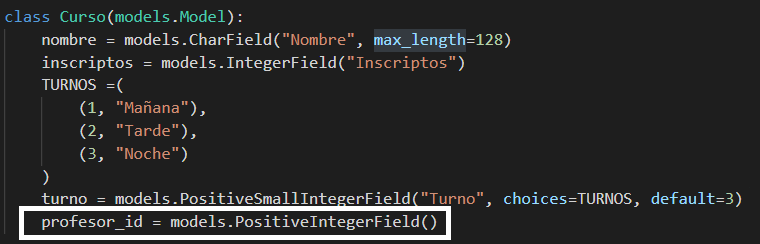 class Curso(models.Model):
nombre = models.CharField("Nombre", max_length=128)
inscriptos = models.IntegerField("Inscriptos")
TURNOS =(
(1, "Mañana"),
(2, "Tarde"),
(3, "Noche")
)
turno = models.PositiveSmallIntegerField("Turno", choices=TURNOS, default=3)
profesor_id = models.PositiveIntegerField()